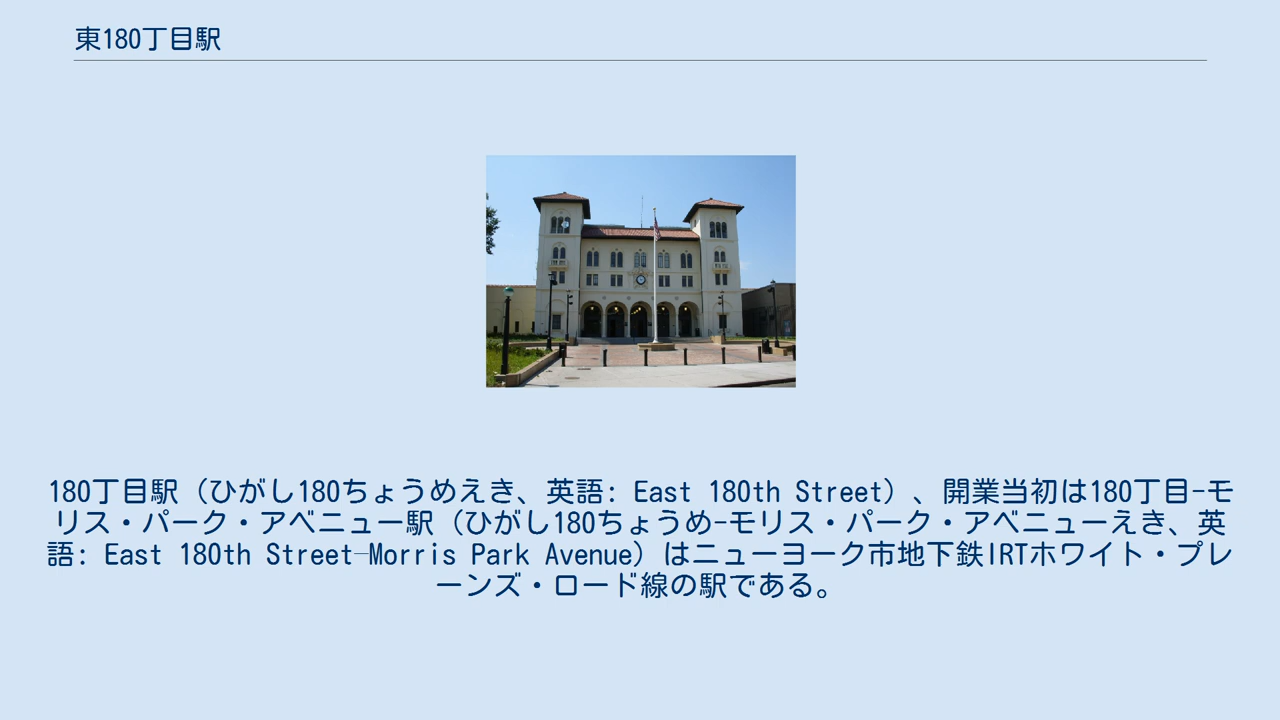 東180丁目駅
180丁目駅（ひがし180ちょうめえき、英語: East 180th Street）、開業当初は180丁目-モ
リス・パーク・アベニュー駅（ひがし180ちょうめ-モリス・パーク・アベニューえき、英
語: East 180th Street–Morris Park Avenue）はニューヨーク市地下鉄IRTホワイト・プレ
ーンズ・ロード線の駅である。